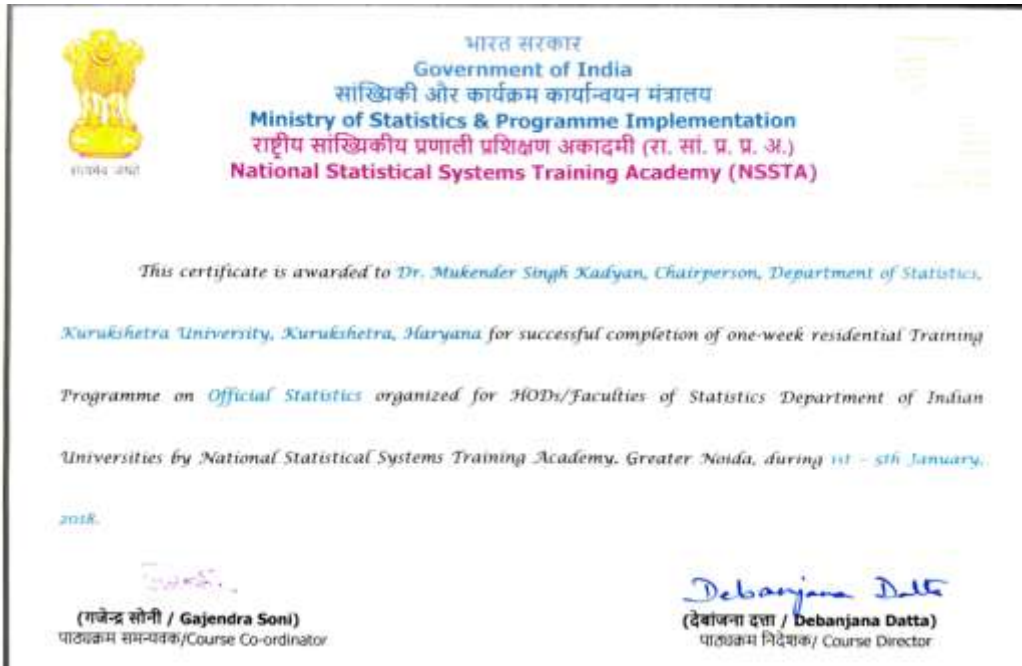 भारत सरकार
Government of India
सांख्यिकी और कार्यक्रम कार्यान्वयन मंत्रालय
Ministry of Statistics & Programme Implementation
राष्ट्रीय सांख्यिकीय प्रणाली प्रशिक्षण अकादमी (रा. सां. प्र. प्र. अ.)
National Statistical Systems Training Academy (NSSTA)
सत्यमेव जयते
This certificate is awarded to Dr. Mukender Singh Kadyan, Chairperson, Department of Statistics,
Kurukshetra University, Kurukshetra, Haryana for successful completion of one-week residential Training
Programme on Official Statistics organized for HODs/Faculties of Statistics Department of Indian
Universities by National Statistical Systems Training Academy. Greater Noida, during 1st - 5th January,
2018.
Debanjana Datta
(गजेन्द्र सोनी / Gajendra Soni)
पाठ्यक्रम समन्यवक/Course Co-ordinator
(देबांजना दत्ता / Debanjana Datta)
पाठ्यक्रम निदेशक/ Course Director